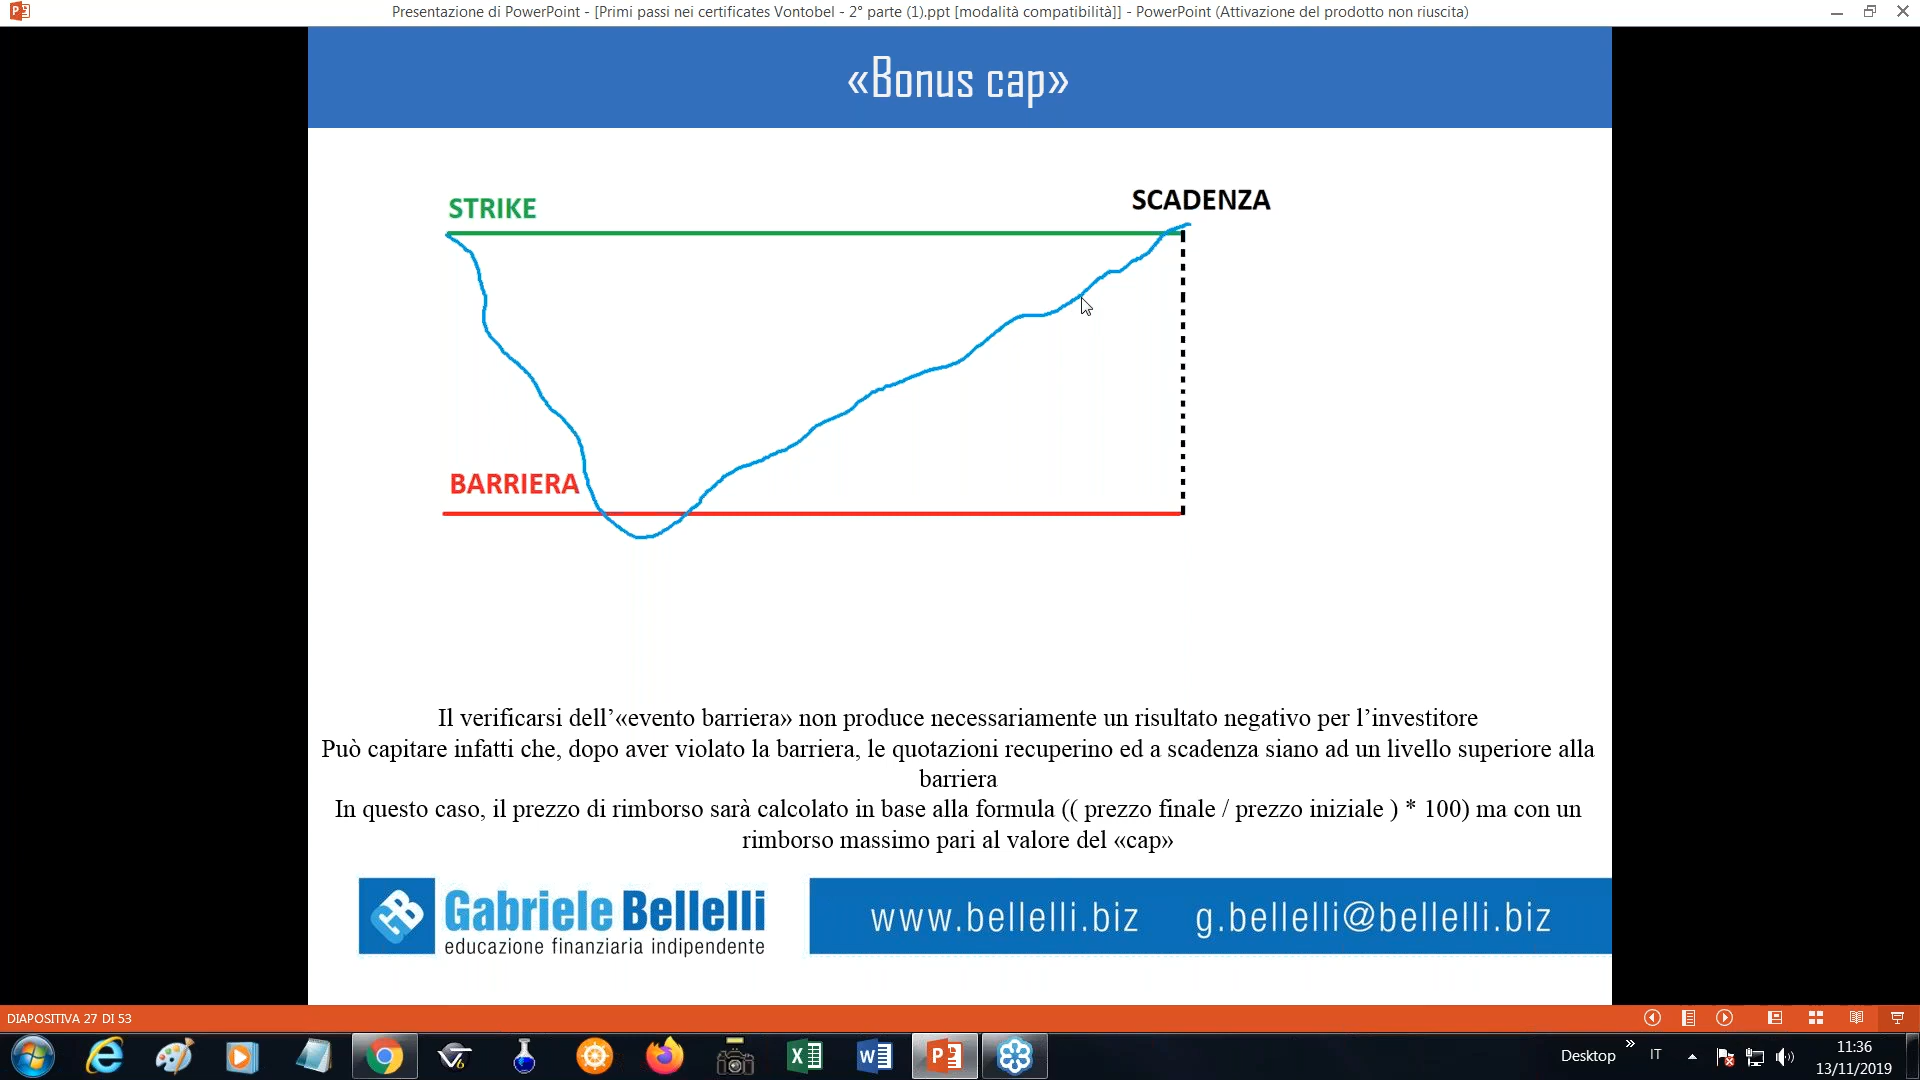 Presentazione di PowerPoint - [Primi passi nei certificates Vontobel - 2° parte (1).ppt [modalità compatibilità]] - PowerPoint (Attivazione del prodotto non riuscita)
«Bonus cap»
STRIKE
SCADENZA
BARRIERA
Il verificarsi dell’«evento barriera» non produce necessariamente un risultato negativo per l’investitore
Può capitare infatti che, dopo aver violato la barriera, le quotazioni recuperino ed a scadenza siano ad un livello superiore alla
barriera
In questo caso, il prezzo di rimborso sarà calcolato in base alla formula (( prezzo finale / prezzo iniziale ) * 100) ma con un
rimborso massimo pari al valore del «cap»
Gabriele Bellelli
educazione finanziaria indipendente
www.bellelli.biz g.bellelli@bellelli.biz
DIAPOSITIVA 27 DI 53
Desktop
IT
11:36
13/11/2019